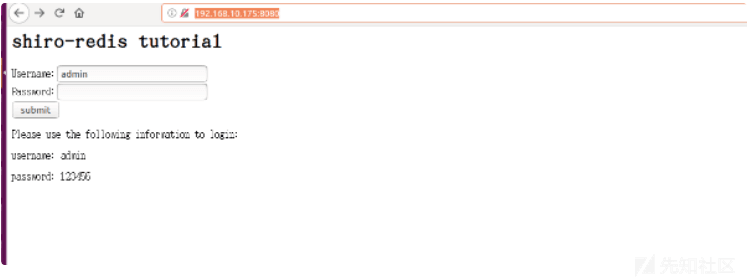 192.168.10.175:8080
shiro-redis tutorial
Username: admin
Password:
submit
Please use the following information to login:
username: admin
password: 123456
先知社区